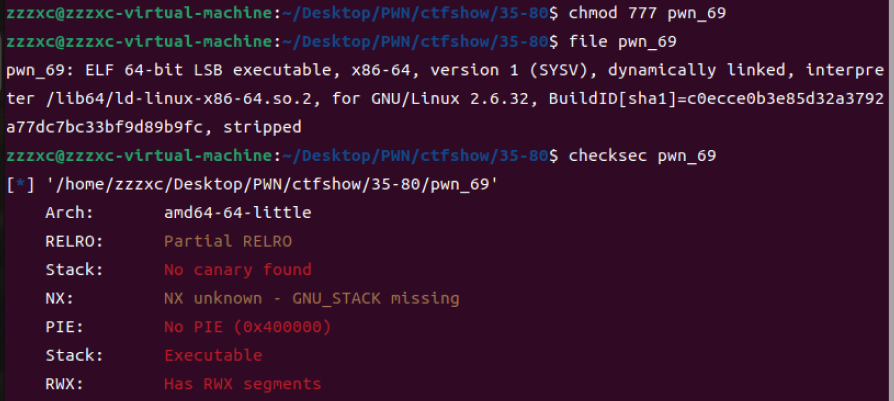 zzzxc@zzzxc-virtual-machine:~/Desktop/PWN/ctfshow/35-80$ chmod 777 pwn_69
zzzxc@zzzxc-virtual-machine:~/Desktop/PWN/ctfshow/35-80$ file pwn_69
pwn_69: ELF 64-bit LSB executable, x86-64, version 1 (SYSV), dynamically linked, interpre
ter /lib64/ld-linux-x86-64.so.2, for GNU/Linux 2.6.32, BuildID[sha1]=c0ecce0b3e85d32a3792
a77dc7bc33bf9d89b9fc, stripped
zzzxc@zzzxc-virtual-machine:~/Desktop/PWN/ctfshow/35-80$ checksec pwn_69
[*] '/home/zzzxc/Desktop/PWN/ctfshow/35-80/pwn_69'
    Arch:       amd64-64-little
    RELRO:      Partial RELRO
    Stack:      No canary found
    NX:         NX unknown - GNU_STACK missing
    PIE:        No PIE (0x400000)
    Stack:      Executable
    RWX:        Has RWX segments